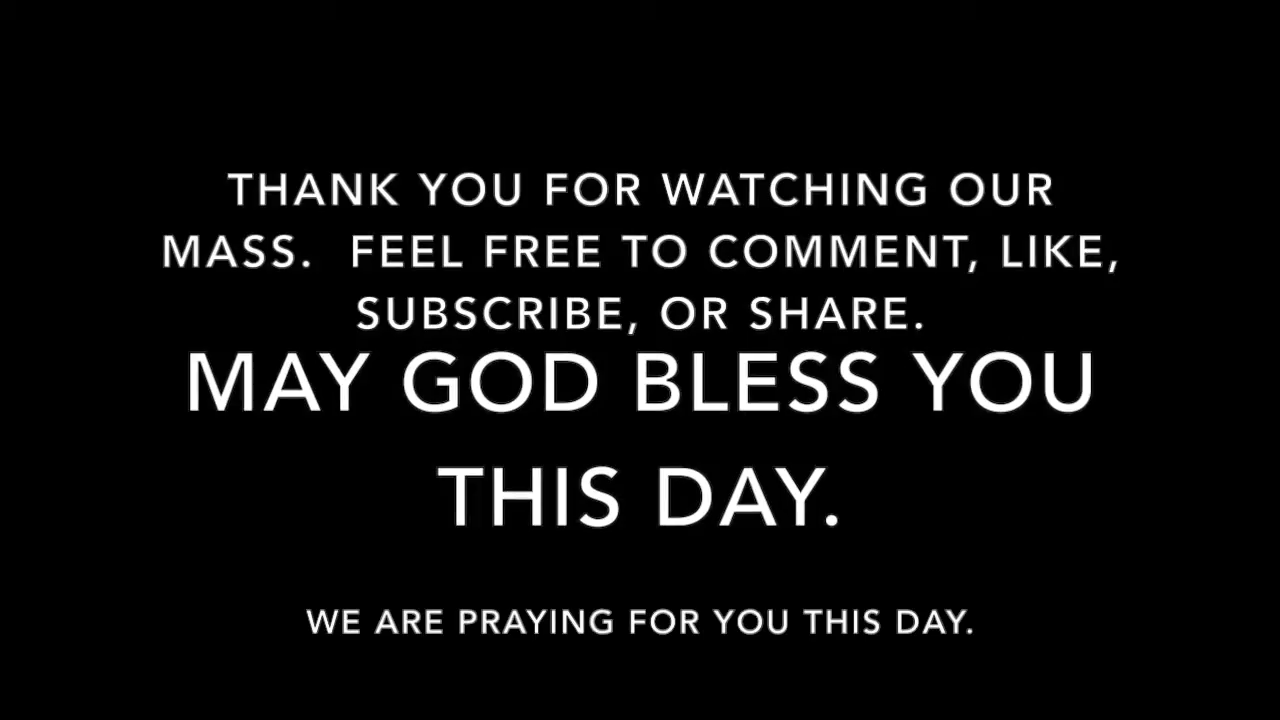 THANK YOU FOR WATCHING OUR
MASS.  FEEL FREE TO COMMENT, LIKE,
SUBSCRIBE, OR SHARE.
MAY GOD BLESS YOU
THIS DAY.
WE ARE PRAYING FOR YOU THIS DAY.